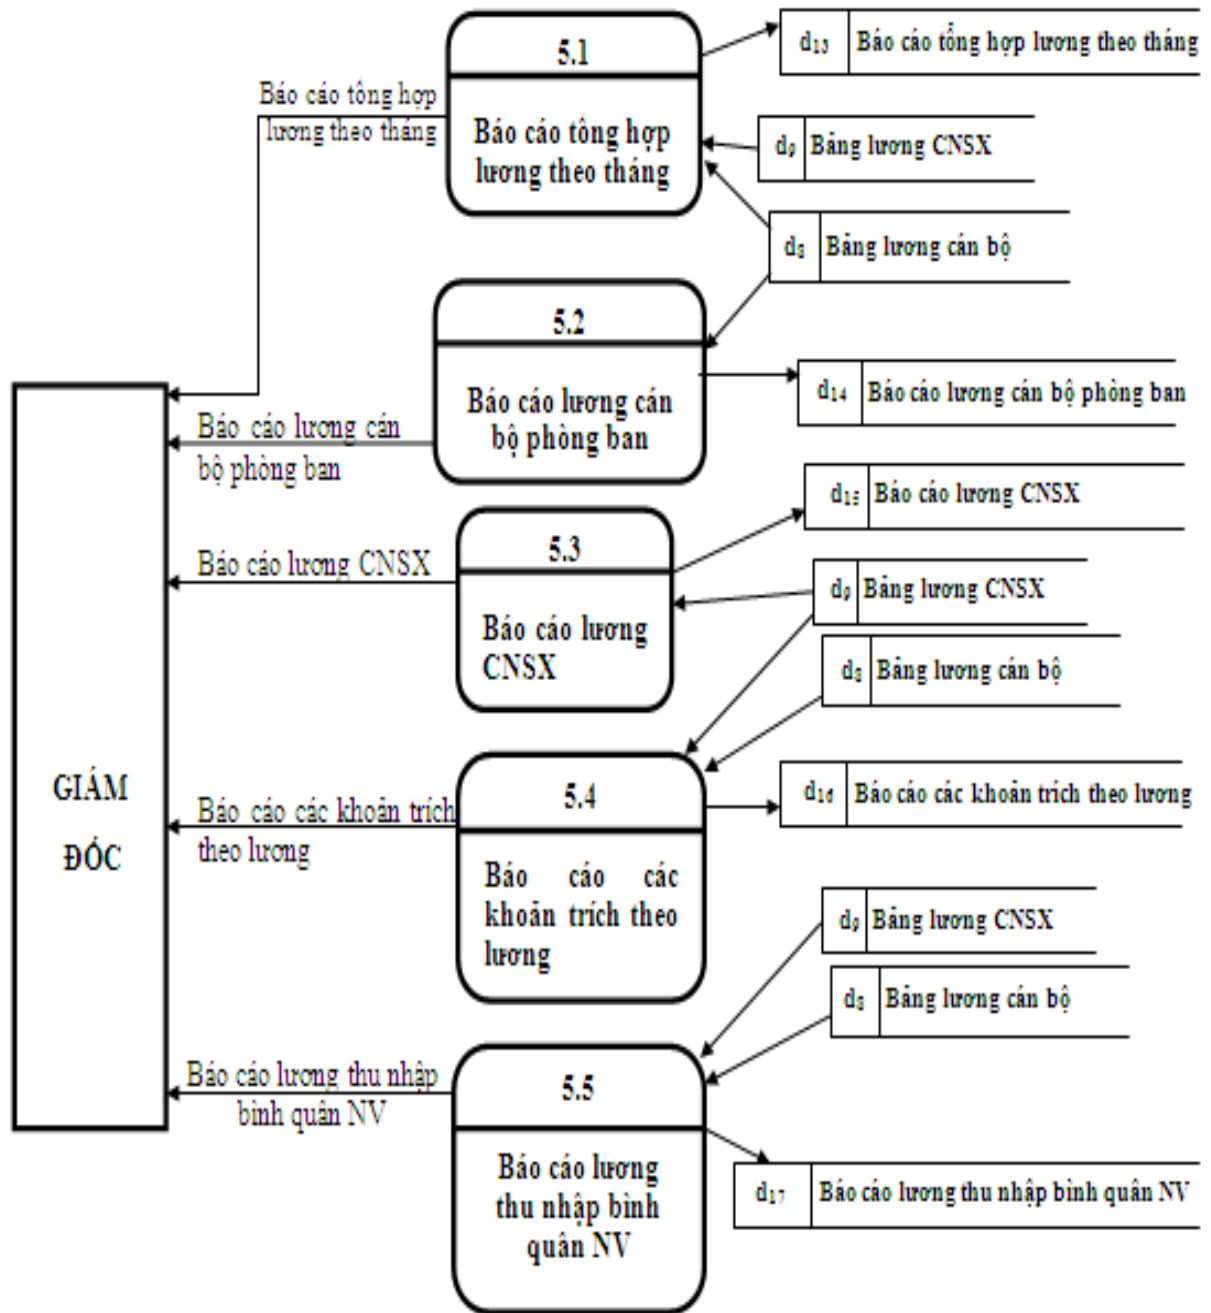 5.1
Báo cáo tông hợp
lương theo tháng
d13 Báo cáo tổng hợp lương theo tháng
Báo cáo tông hợp
lương theo tháng
d9 Bảng lương CNSX
d8 Bảng lương cán bộ
5.2
Báo cáo lương cán
bộ phòng ban
d14 Báo cáo lương cán bộ phòng ban
Báo cáo lương cán
bộ phòng ban
d15 Báo cáo lương CNSX
5.3
Báo cáo lương
CNSX
Báo cáo lương CNSX
d9 Bảng lương CNSX
d8 Bảng lương cán bộ
GIÁM
ĐỐC
5.4
Báo cáo các
khoản trích theo
lương
d16 Báo cáo các khoản trích theo lương
Báo cáo các khoản trích
theo lương
d9 Bảng lương CNSX
d8 Bảng lương cán bộ
Báo cáo lương thu nhập
bình quân NV
5.5
Báo cáo lương
thu nhập bình
quân NV
d17 Báo cáo lương thu nhập bình quân NV